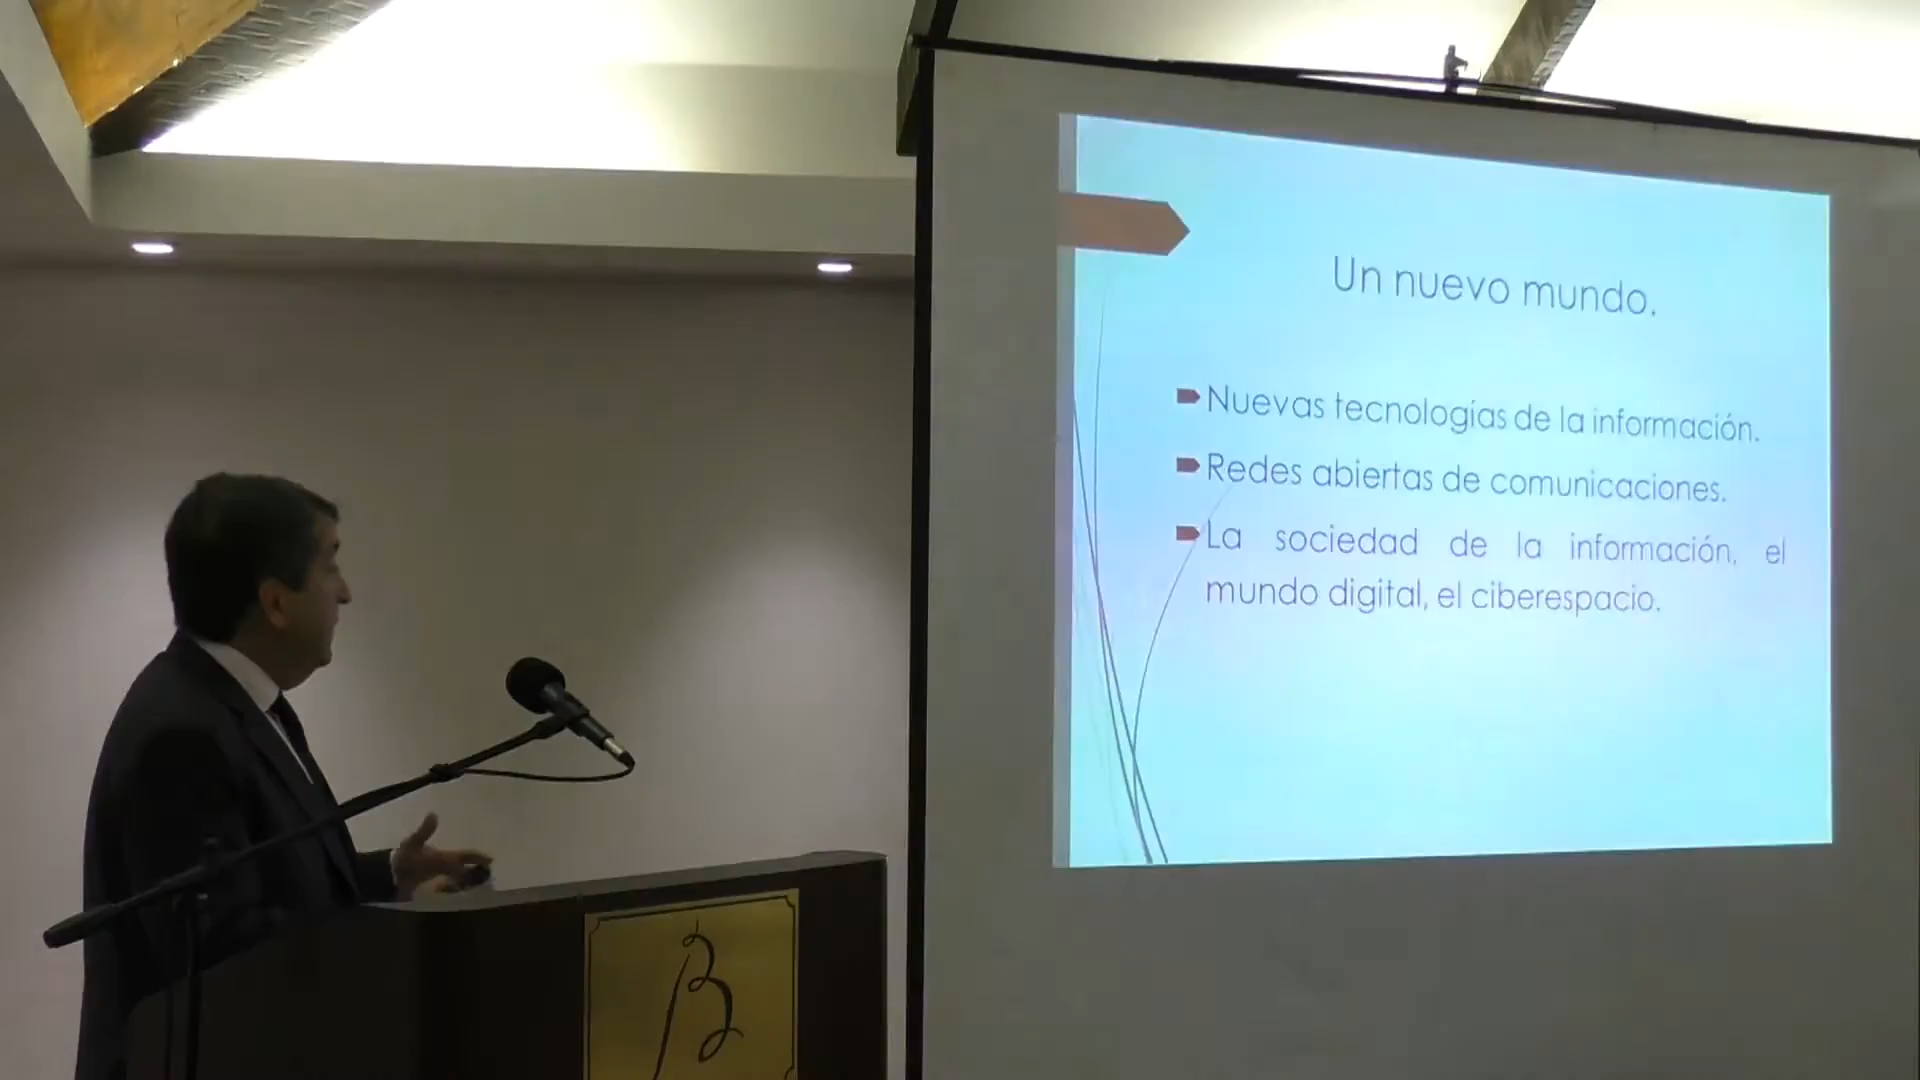 Un nuevo mundo.
Nuevas tecnologías de la información.
Redes abiertas de comunicaciones.
La sociedad de la información, el
mundo digital, el ciberespacio.
B